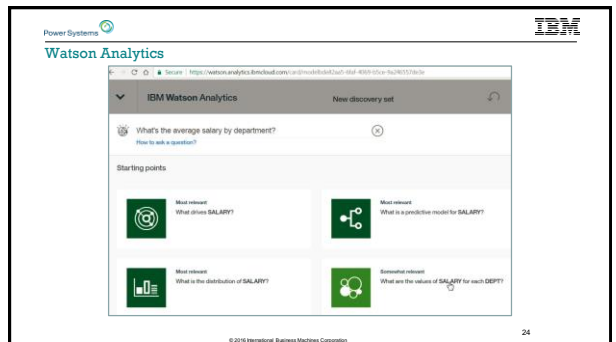 Power Systems
IBM
Watson Analytics
Secure
IBM Watson Analytics
New discovery set
What's the average salary by department?
How to ask a question?
Starting points
Most relevant
What drives SALARY?
Most relevant
What is a predictive model for SALARY?
Most relevant
What is the distribution of SALARY?
Somewhat relevant
What are the values of SALARY for each DEPT?
24
© 2016 International Business Machines Corporation